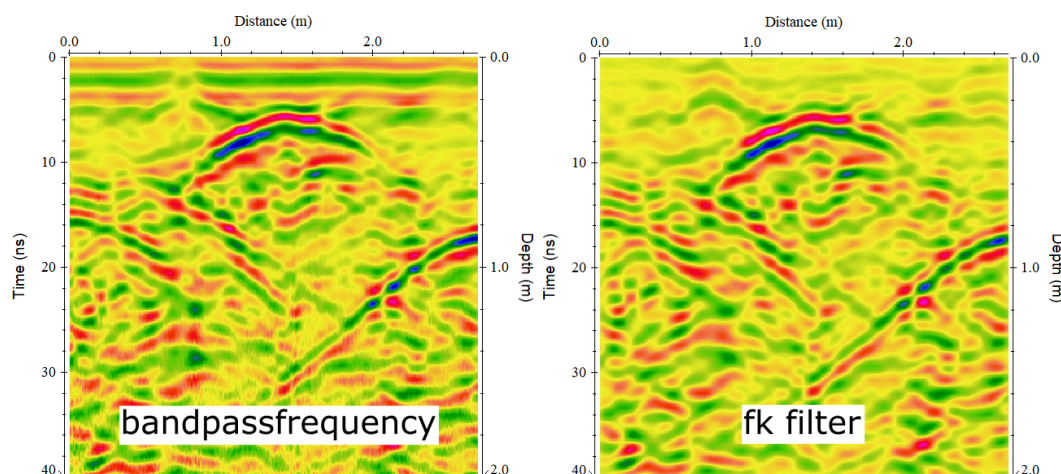 Distance (m)
0.0 1.0 2.0
0 0.0
10
Time (ns)
20 1.0
Depth (m)
30
40 2.0
bandpassfrequency
Distance (m)
0.0 1.0 2.0
0 0.0
10
Time (ns)
20 1.0
Depth (m)
30
40 2.0
fk filter